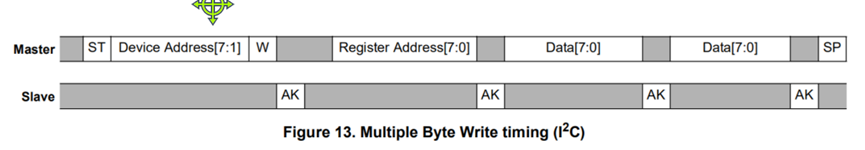 Master ST Device Address[7:1] W Register Address[7:0] Data[7:0] Data[7:0] SP
Slave AK AK AK AK
Figure 13. Multiple Byte Write timing (I²C)